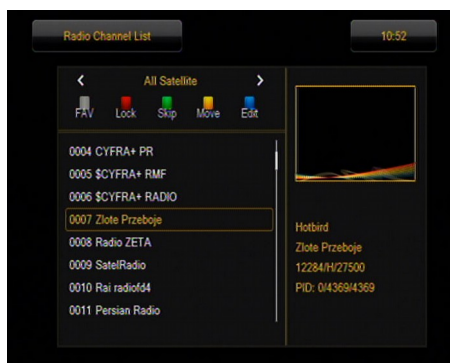 Radio Channel List
10:52
All Satellite
FAV Lock Skip Move Edit
0004 CYFRA+ PR
0005 $CYFRA+ RMF
0006 $CYFRA+ RADIO
0007 Zlote Przeboje
0008 Radio ZETA
0009 SatelRadio
0010 Rai radiofd4
0011 Persian Radio
Hotbird
Zlote Przeboje
12284/H/27500
PID: 0/4369/4369